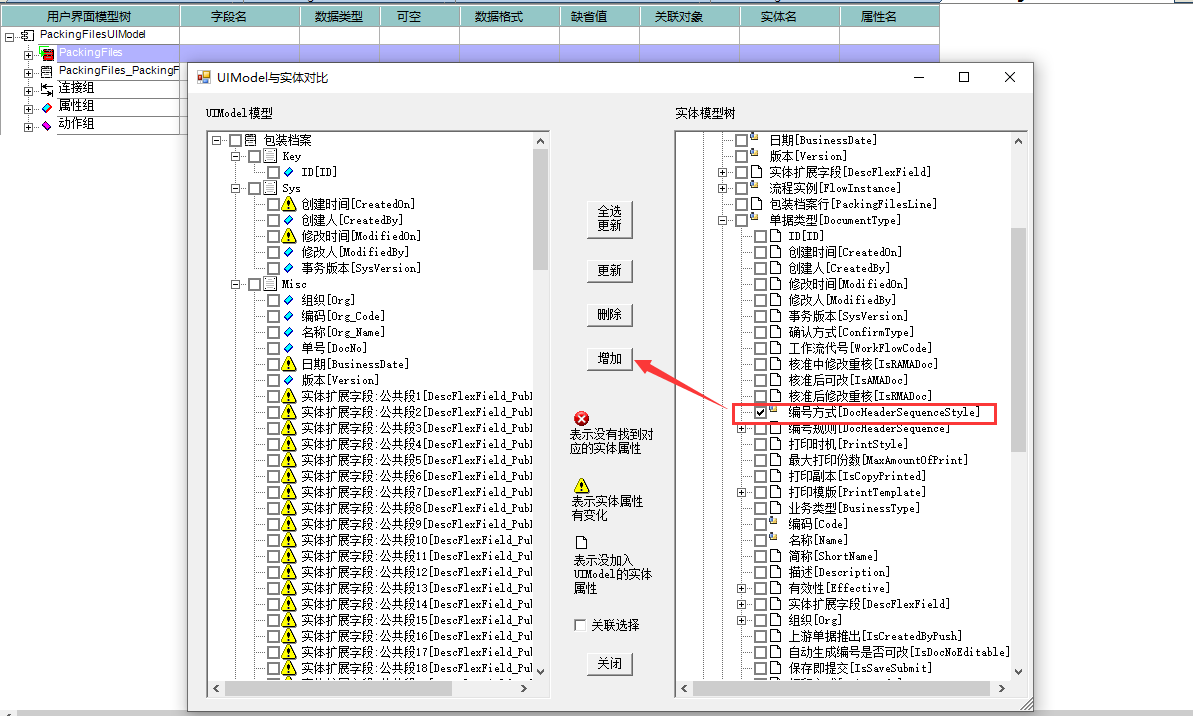 用户界面模型树 字段名 数据类型 可空 数据格式 缺省值 关联对象 实体名 属性名
PackingFilesUIModel
PackingFiles
PackingFiles_PackingF
连接组
属性组
动作组
UIModel与实体对比
UIModel模型
包装档案
Key
ID[ID]
Sys
创建时间[CreatedOn]
创建人[CreatedBy]
修改时间[ModifiedOn]
修改人[ModifiedBy]
事务版本[SysVersion]
Misc
组织[Org]
编码[Org_Code]
名称[Org_Name]
单号[DocNo]
日期[BusinessDate]
版本[Version]
实体扩展字段:公共段1[DescFlexField_Pub
实体扩展字段:公共段2[DescFlexField_Pub
实体扩展字段:公共段3[DescFlexField_Pub
实体扩展字段:公共段4[DescFlexField_Pub
实体扩展字段:公共段5[DescFlexField_Pub
实体扩展字段:公共段6[DescFlexField_Pub
实体扩展字段:公共段7[DescFlexField_Pub
实体扩展字段:公共段8[DescFlexField_Pub
实体扩展字段:公共段9[DescFlexField_Pub
实体扩展字段:公共段10[DescFlexField_Pu
实体扩展字段:公共段11[DescFlexField_Pu
实体扩展字段:公共段12[DescFlexField_Pu
实体扩展字段:公共段13[DescFlexField_Pu
实体扩展字段:公共段14[DescFlexField_Pu
实体扩展字段:公共段15[DescFlexField_Pu
实体扩展字段:公共段16[DescFlexField_Pu
实体扩展字段:公共段17[DescFlexField_Pu
实体扩展字段:公共段18[DescFlexField_Pu
全选
更新
更新
删除
增加
表示没有找到对
应的实体属性
表示实体属性
有变化
表示没加入
UIModel的实体
属性
关联选择
关闭
实体模型树
日期[BusinessDate]
版本[Version]
实体扩展字段[DescFlexField]
流程实例[FlowInstance]
包装档案行[PackingFilesLine]
单据类型[DocumentType]
ID[ID]
创建时间[CreatedOn]
创建人[CreatedBy]
修改时间[ModifiedOn]
修改人[ModifiedBy]
事务版本[SysVersion]
确认方式[ConfirmType]
工作流代号[WorkFlowCode]
核准中修改重核[IsRAMADoc]
核准后可改[IsAMADoc]
核准后修改重核[IsRMADoc]
编号方式[DocHeaderSequenceStyle]
编号规则[DocHeaderSequence]
打印时机[PrintStyle]
最大打印份数[MaxAmountOfPrint]
打印副本[IsCopyPrinted]
打印模版[PrintTemplate]
业务类型[BusinessType]
编码[Code]
名称[Name]
简称[ShortName]
描述[Description]
有效性[Effective]
实体扩展字段[DescFlexField]
组织[Org]
上游单据推出[IsCreatedByPush]
自动生成编号是否可改[IsDocNoEditable]
保存即提交[IsSaveSubmit]